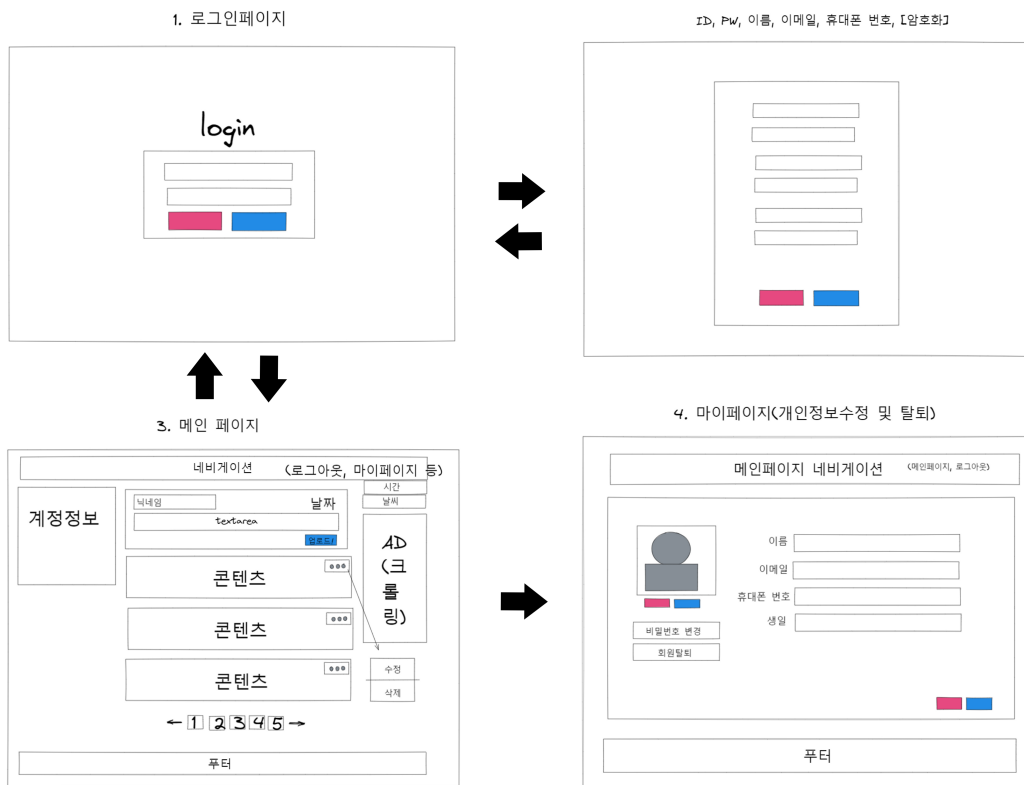 1. 로그인페이지
ID, PW, 이름, 이메일, 휴대폰 번호, [암호화]
login
3. 메인 페이지
네비게이션 (로그아웃, 마이페이지 등)
시간
날씨
계정정보
닉네임
날짜
textarea
업로드!
AD
(크
롤
링)
콘텐츠
콘텐츠
콘텐츠
수정
삭제
← 1 2 3 4 5 →
푸터
4. 마이페이지(개인정보수정 및 탈퇴)
메인페이지 네비게이션 (메인페이지, 로그아웃)
이름
이메일
휴대폰 번호
생일
비밀번호 변경
회원탈퇴
푸터